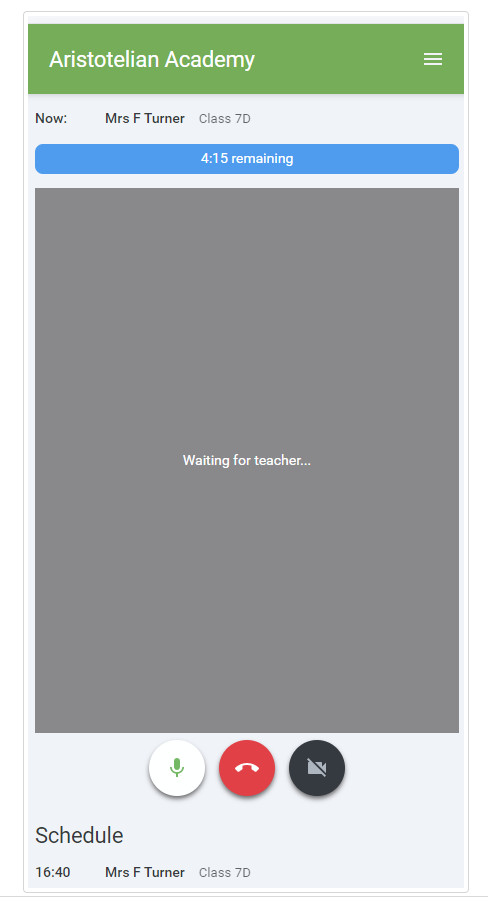 Aristotelian Academy
Now: Mrs F Turner Class 7D
4:15 remaining
Waiting for teacher...
Schedule
16:40 Mrs F Turner Class 7D